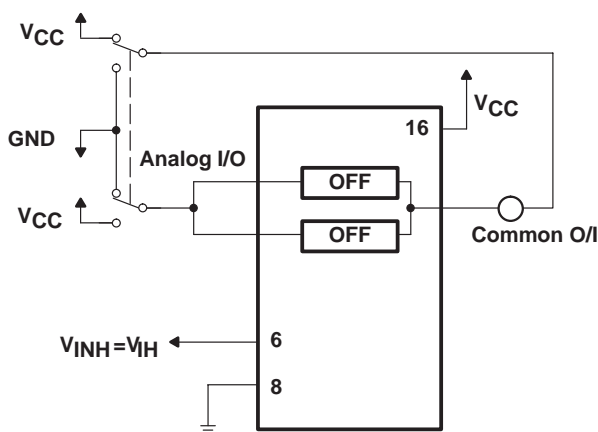 VCC
VCC
16
GND
Analog I/O
OFF
VCC
OFF
Common O/I
VINH=VIH
6
8